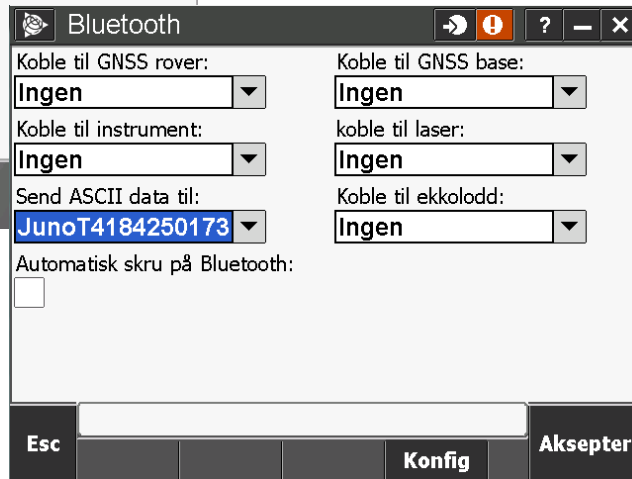 Bluetooth ? – ×
Koble til GNSS rover: Koble til GNSS base:
Ingen Ingen
Koble til instrument: koble til laser:
Ingen Ingen
Send ASCII data til: Koble til ekkolodd:
JunoT4184250173 Ingen
Automatisk skru på Bluetooth:
Esc Konfig Aksepter